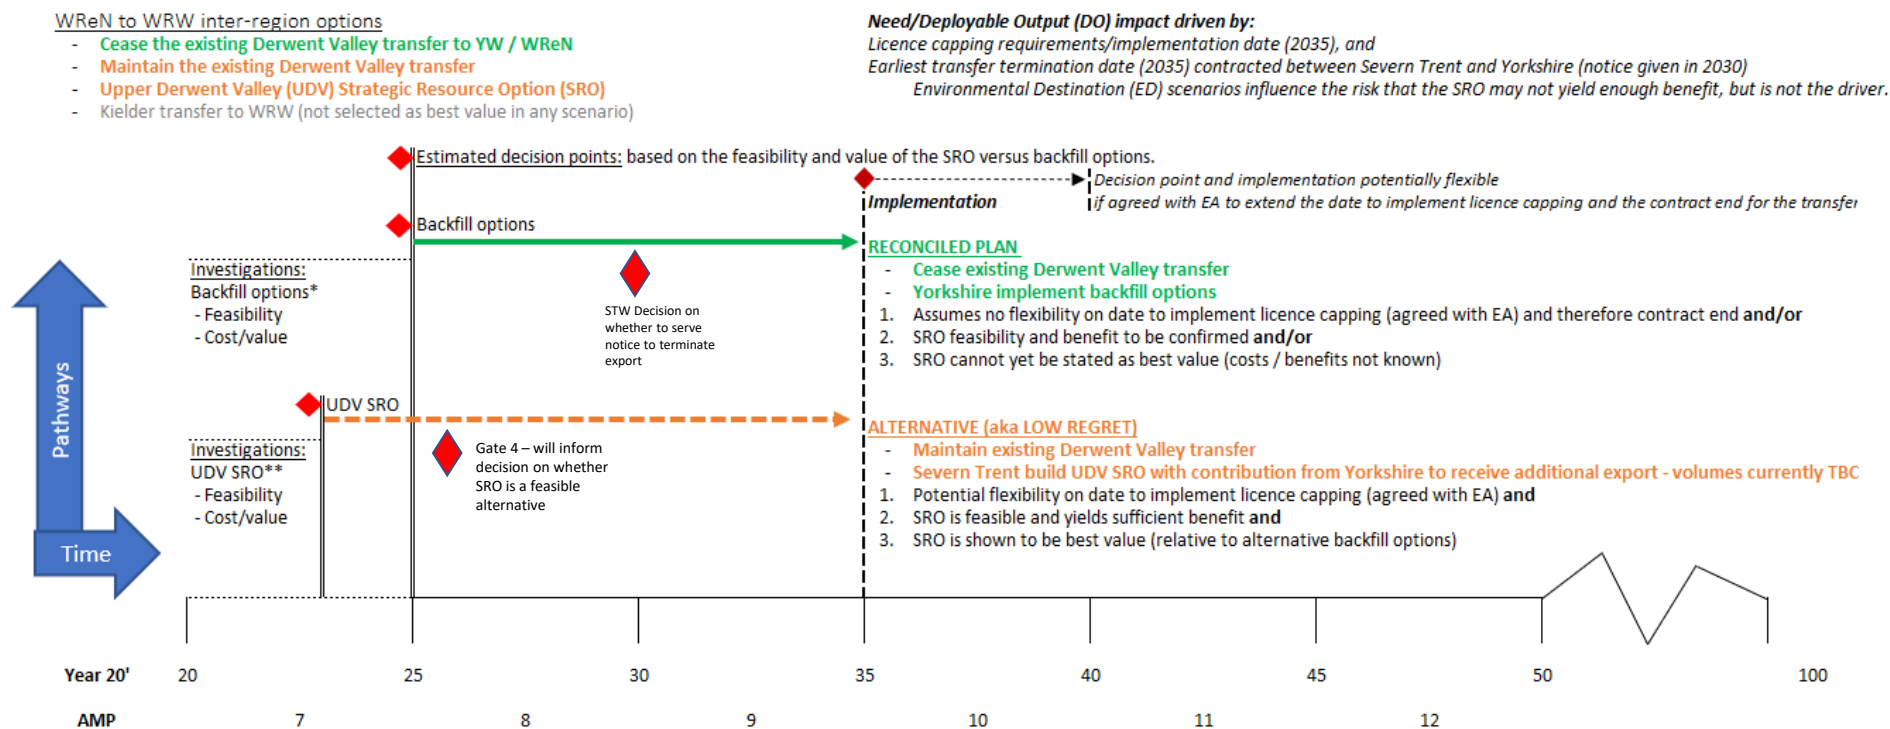 WReN to WRW inter-region options
- Cease the existing Derwent Valley transfer to YW / WReN
- Maintain the existing Derwent Valley transfer
- Upper Derwent Valley (UDV) Strategic Resource Option (SRO)
- Kielder transfer to WRW (not selected as best value in any scenario)
Need/Deployable Output (DO) impact driven by:
Licence capping requirements/implementation date (2035), and
Earliest transfer termination date (2035) contracted between Severn Trent and Yorkshire (notice given in 2030)
Environmental Destination (ED) scenarios influence the risk that the SRO may not yield enough benefit, but is not the driver.
Estimated decision points: based on the feasibility and value of the SRO versus backfill options.
Decision point and implementation potentially flexible
if agreed with EA to extend the date to implement licence capping and the contract end for the transfer
Implementation
Backfill options
Investigations:
Backfill options*
- Feasibility
- Cost/value
STW Decision on
whether to serve
notice to terminate
export
RECONCILED PLAN
- Cease existing Derwent Valley transfer
- Yorkshire implement backfill options
1. Assumes no flexibility on date to implement licence capping (agreed with EA) and therefore contract end and/or
2. SRO feasibility and benefit to be confirmed and/or
3. SRO cannot yet be stated as best value (costs / benefits not known)
Pathways
Time
UDV SRO
Investigations:
UDV SRO**
- Feasibility
- Cost/value
Gate 4 – will inform
decision on whether
SRO is a feasible
alternative
ALTERNATIVE (aka LOW REGRET)
- Maintain existing Derwent Valley transfer
- Severn Trent build UDV SRO with contribution from Yorkshire to receive additional export - volumes currently TBC
1. Potential flexibility on date to implement licence capping (agreed with EA) and
2. SRO is feasible and yields sufficient benefit and
3. SRO is shown to be best value (relative to alternative backfill options)
Year 20' 20 25 30 35 40 45 50 100
AMP 7 8 9 10 11 12